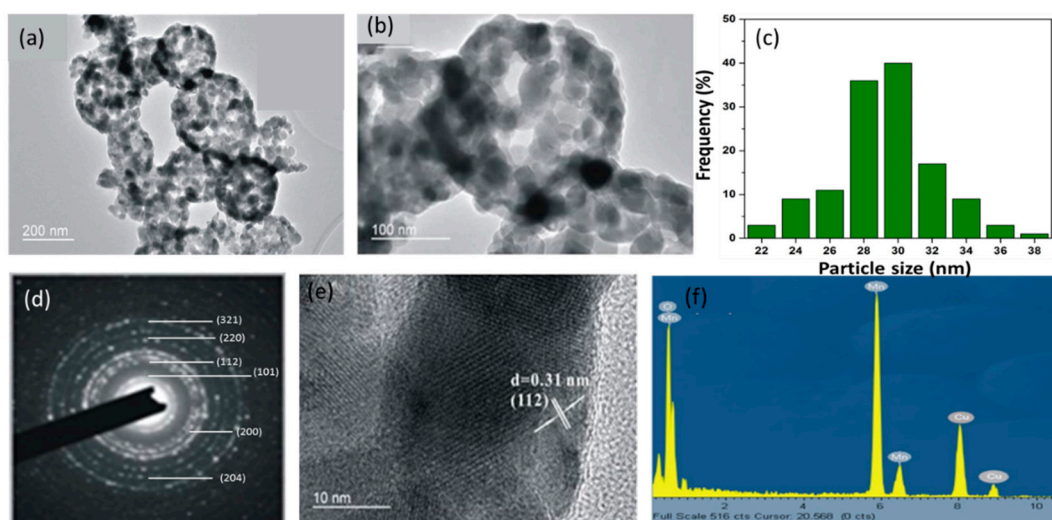 (a)
200 nm
(b)
100 nm
(c)
Frequency (%)
50
40
30
20
10
0
22 24 26 28 30 32 34 36 38
Particle size (nm)
(d)
(321)
(220)
(112)
(101)
(200)
(204)
(e)
d=0.31 nm
(112)
10 nm
(f)
O
Mn
Mn
Mn
Cu
Cu
2 4 6 8 10
Full Scale 516 cts Cursor: 20.568 (0 cts)